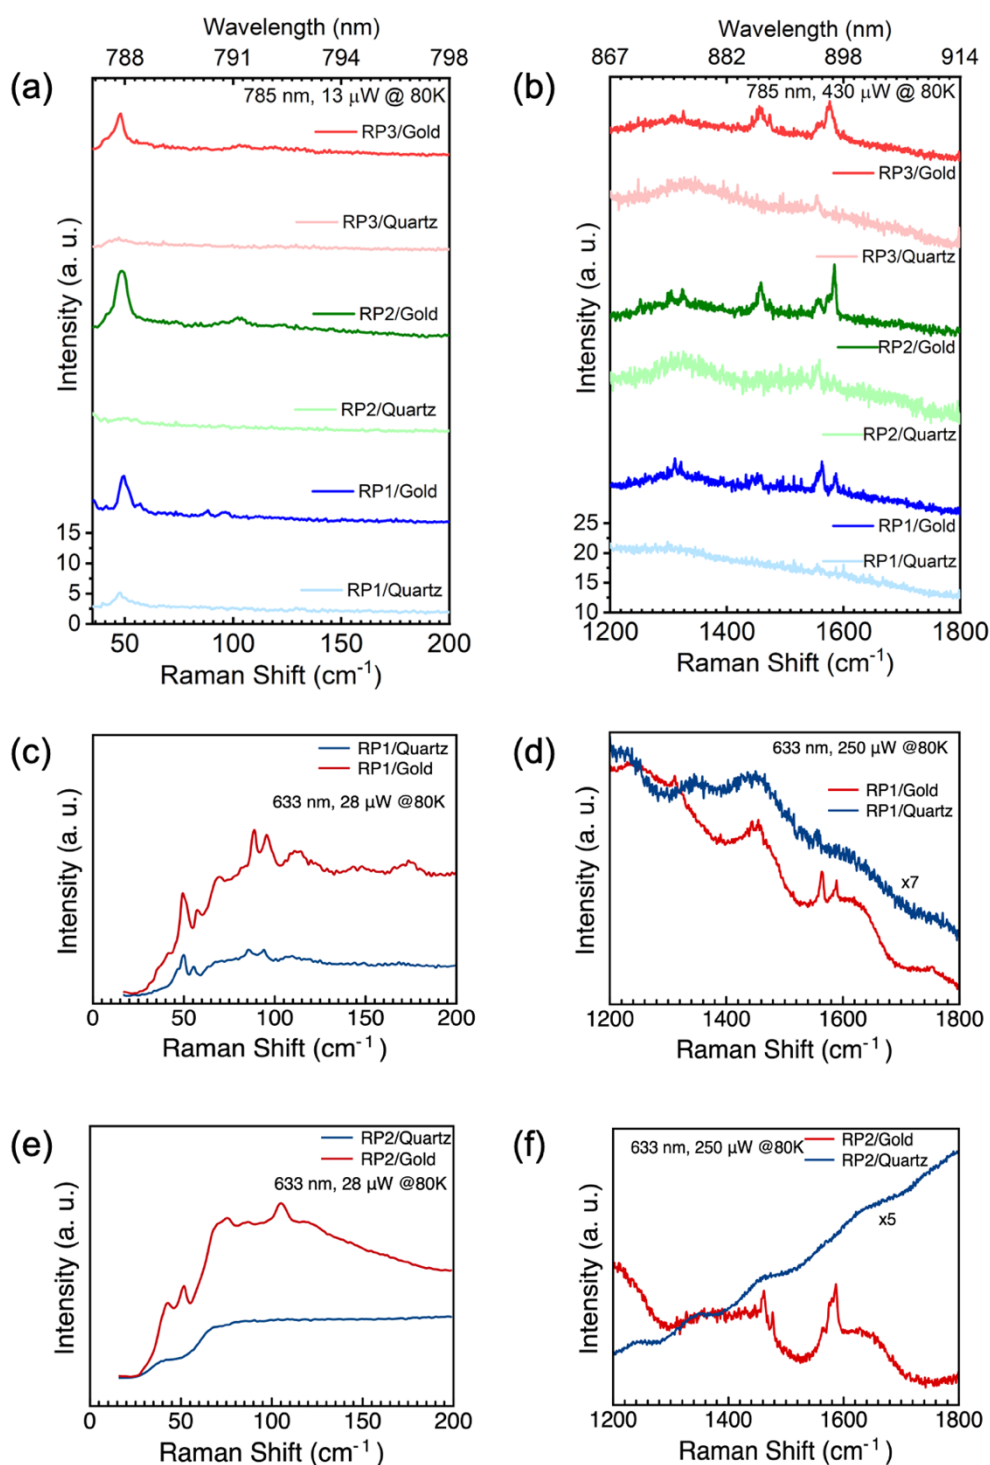 (a)
Wavelength (nm)
788 791 794 798
785 nm, 13 μW @ 80K
RP3/Gold
RP3/Quartz
RP2/Gold
RP2/Quartz
RP1/Gold
RP1/Quartz
15
10
5
0
Intensity (a. u.)
50 100 150 200
Raman Shift (cm⁻¹)
(b)
Wavelength (nm)
867 882 898 914
785 nm, 430 μW @ 80K
RP3/Gold
RP3/Quartz
RP2/Gold
RP2/Quartz
RP1/Gold
RP1/Quartz
25
20
15
10
Intensity (a. u.)
1200 1400 1600 1800
Raman Shift (cm⁻¹)
(c)
RP1/Quartz
RP1/Gold
633 nm, 28 μW @80K
Intensity (a. u.)
0 50 100 150 200
Raman Shift (cm⁻¹ )
(d)
633 nm, 250 μW @80K
RP1/Gold
RP1/Quartz
x7
Intensity (a. u.)
1200 1400 1600 1800
Raman Shift (cm⁻¹ )
(e)
RP2/Quartz
RP2/Gold
633 nm, 28 μW @80K
Intensity (a. u.)
0 50 100 150 200
Raman Shift (cm⁻¹ )
(f)
633 nm, 250 μW @80K
RP2/Gold
RP2/Quartz
x5
Intensity (a. u.)
1200 1400 1600 1800
Raman Shift (cm⁻¹ )